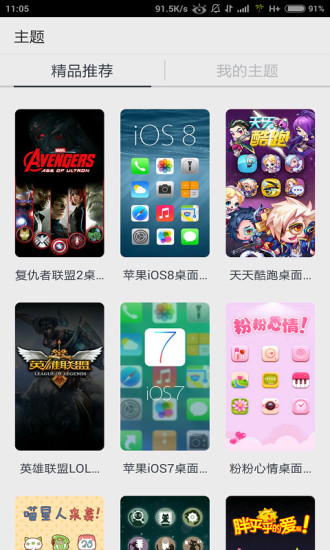 11:05
91.5K/s
H+
91%
主题
精品推荐
我的主题
MARVEL
AVENGERS
AGE OF ULTRON
iOS 8
天天
酷跑
复仇者联盟2桌...
苹果iOS8桌面...
天天酷跑桌面...
英雄联盟
LEAGUE OF LEGENDS
7
iOS7
粉粉心情!
英雄联盟LOL...
苹果iOS7桌面...
粉粉心情桌面...
喵星人来袭!
胖乎乎的爱!